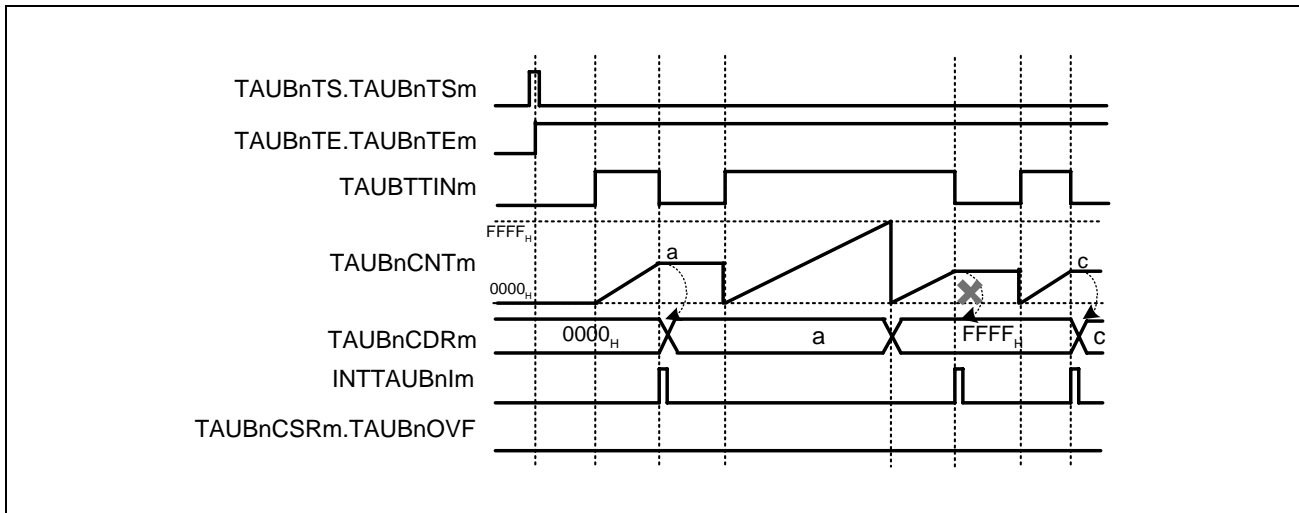 TAUBnTS.TAUBnTSm
TAUBnTE.TAUBnTEm
TAUBTTINm
FFFFH
TAUBnCNTm
a
c
0000H
TAUBnCDRm
0000H
a
FFFFH
c
INTTAUBnIm
TAUBnCSRm.TAUBnOVF